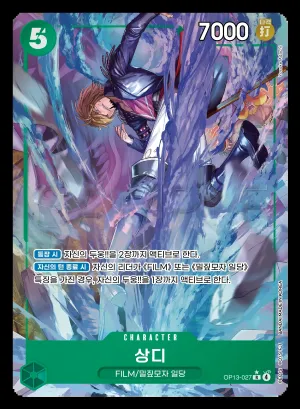 5
7000
打
등장 시 자신의 두웅!!을 2장까지 액티브로 한다.
자신의 턴 종료 시 자신의 리더가 《FILM》 또는 《밀짚모자 일당》
특징을 가진 경우, 자신의 두웅!!을 1장까지 액티브로 한다.
CHARACTER
상디
FILM/밀짚모자 일당
OP13-027 R